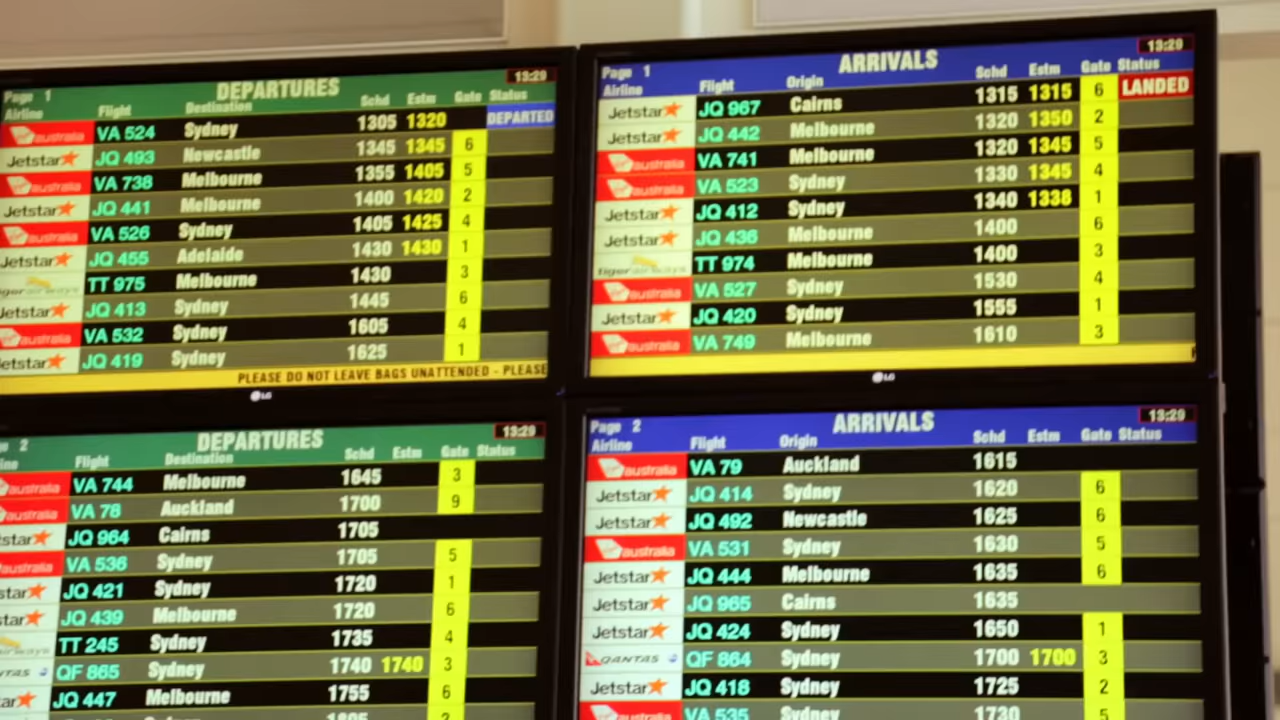 Page 1 DEPARTURES 13:29
Airline Flight Destination Schd Estm Gate Status
australia VA 524 Sydney 1305 1320 DEPARTED
Jetstar JQ 493 Newcastle 1345 1345 6
australia VA 738 Melbourne 1355 1405 5
Jetstar JQ 441 Melbourne 1400 1420 2
australia VA 526 Sydney 1405 1425 4
Jetstar JQ 455 Adelaide 1430 1430 1
tigerairways TT 975 Melbourne 1430 3
Jetstar JQ 413 Sydney 1445 6
australia VA 532 Sydney 1605 4
Jetstar JQ 419 Sydney 1625 1
PLEASE DO NOT LEAVE BAGS UNATTENDED - PLEASE
LG
Page 1 ARRIVALS 13:29
Airline Flight Origin Schd Estm Gate Status
Jetstar JQ 967 Cairns 1315 1315 6 LANDED
Jetstar JQ 442 Melbourne 1320 1350 2
australia VA 741 Melbourne 1320 1345 5
australia VA 523 Sydney 1330 1345 4
Jetstar JQ 412 Sydney 1340 1338 1
Jetstar JQ 436 Melbourne 1400 6
tigerairways TT 974 Melbourne 1400 3
australia VA 527 Sydney 1530 4
Jetstar JQ 420 Sydney 1555 1
australia VA 749 Melbourne 1610 3
LG
e 2 DEPARTURES 13:29
ine Flight Destination Schd Estm Gate Status
australia VA 744 Melbourne 1645 3
australia VA 78 Auckland 1700 9
star JQ 964 Cairns 1705
australia VA 536 Sydney 1705 5
star JQ 421 Sydney 1720 1
star JQ 439 Melbourne 1720 6
airways TT 245 Sydney 1735 4
NTAS QF 865 Sydney 1740 1740 3
ar JQ 447 Melbourne 1755 6
Page 2 ARRIVALS 13:29
Airline Flight Origin Schd Estm Gate Status
australia VA 79 Auckland 1615
Jetstar JQ 414 Sydney 1620 6
Jetstar JQ 492 Newcastle 1625 6
australia VA 531 Sydney 1630 5
Jetstar JQ 444 Melbourne 1635 6
Jetstar JQ 965 Cairns 1635
Jetstar JQ 424 Sydney 1650 1
QANTAS QF 864 Sydney 1700 1700 3
Jetstar JQ 418 Sydney 1725 2
australia VA 535 Sydney 1730 5